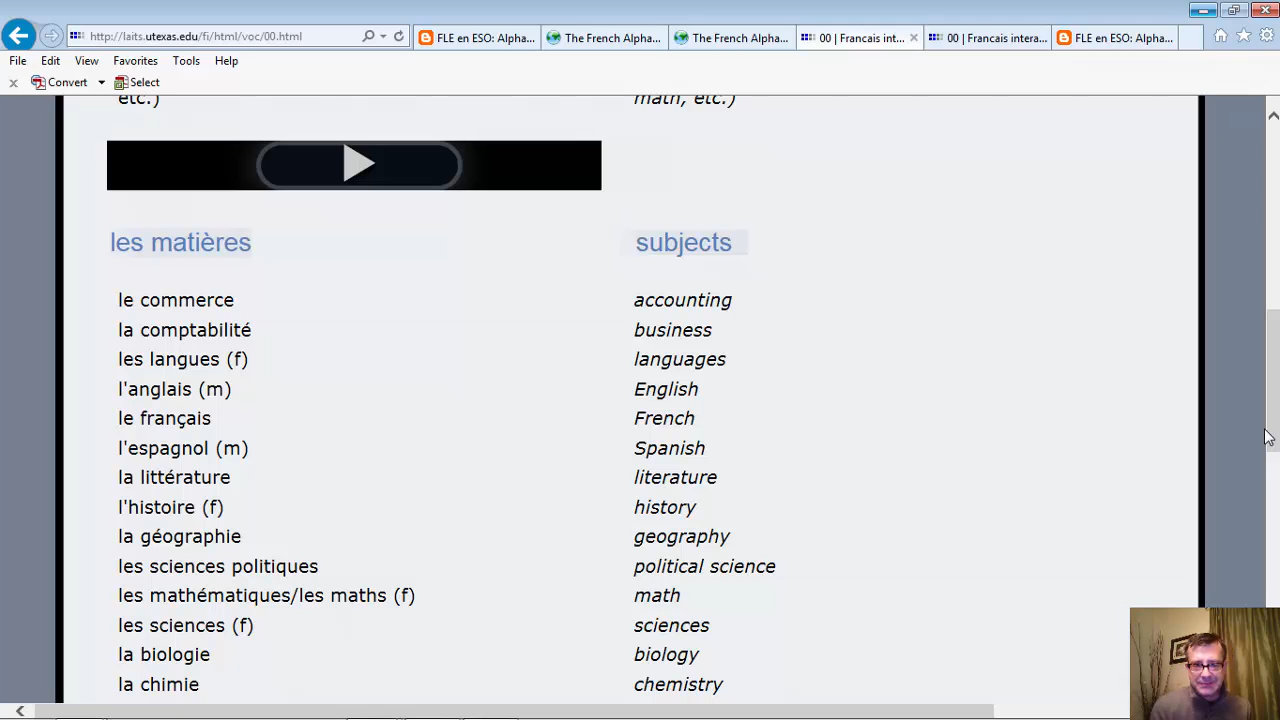 http://laits.utexas.edu/fi/html/voc/00.html
FLE en ESO: Alpha...
The French Alpha...
The French Alpha...
00 | Francais int...
00 | Francais intera...
FLE en ESO: Alpha...
File Edit View Favorites Tools Help
x Convert Select
etc.) math, etc.)
les matières subjects
le commerce accounting
la comptabilité business
les langues (f) languages
l'anglais (m) English
le français French
l'espagnol (m) Spanish
la littérature literature
l'histoire (f) history
la géographie geography
les sciences politiques political science
les mathématiques/les maths (f) math
les sciences (f) sciences
la biologie biology
la chimie chemistry